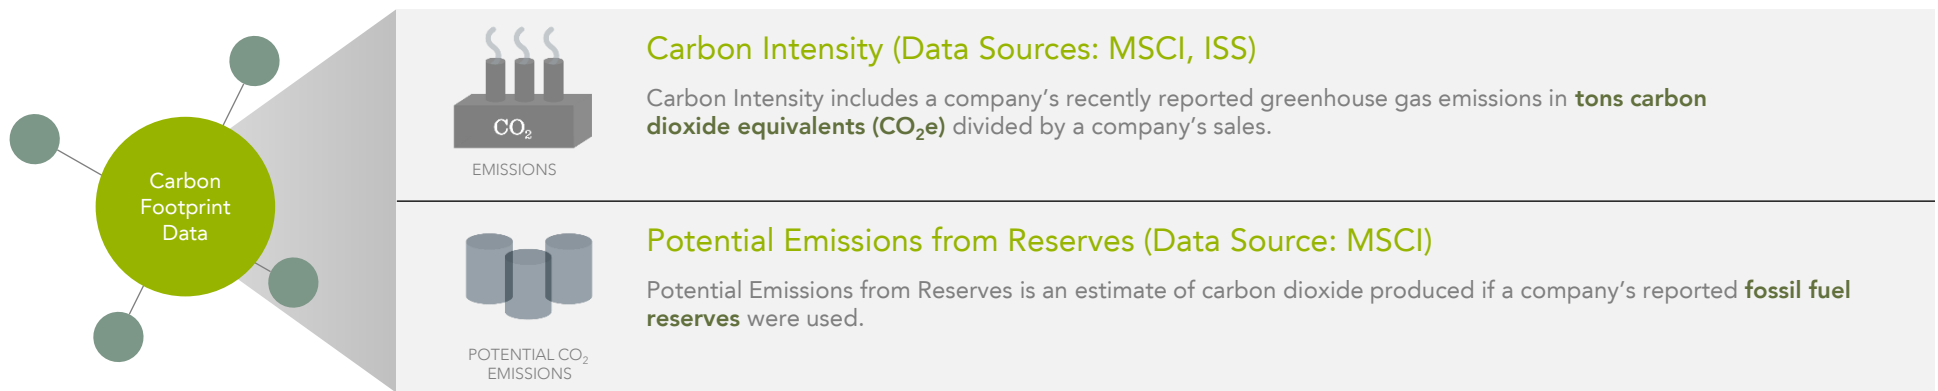 Carbon
Footprint
Data
CO₂
EMISSIONS
Carbon Intensity (Data Sources: MSCI, ISS)
Carbon Intensity includes a company’s recently reported greenhouse gas emissions in tons carbon
dioxide equivalents (CO₂e) divided by a company’s sales.
POTENTIAL CO₂
EMISSIONS
Potential Emissions from Reserves (Data Source: MSCI)
Potential Emissions from Reserves is an estimate of carbon dioxide produced if a company’s reported fossil fuel
reserves were used.